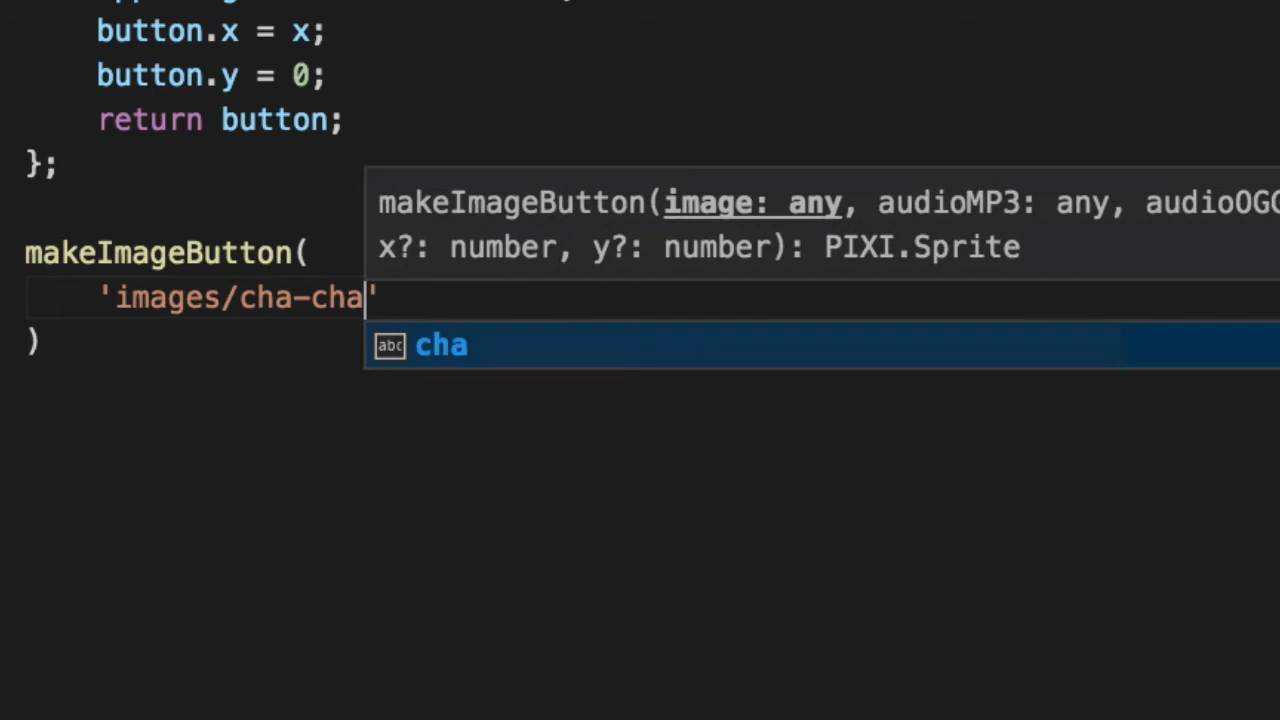 button.x = x;
button.y = 0;
return button;
};
makeImageButton(image: any, audioMP3: any, audioOGG
x?: number, y?: number): PIXI.Sprite
makeImageButton(
'images/cha-cha'
abc cha
)